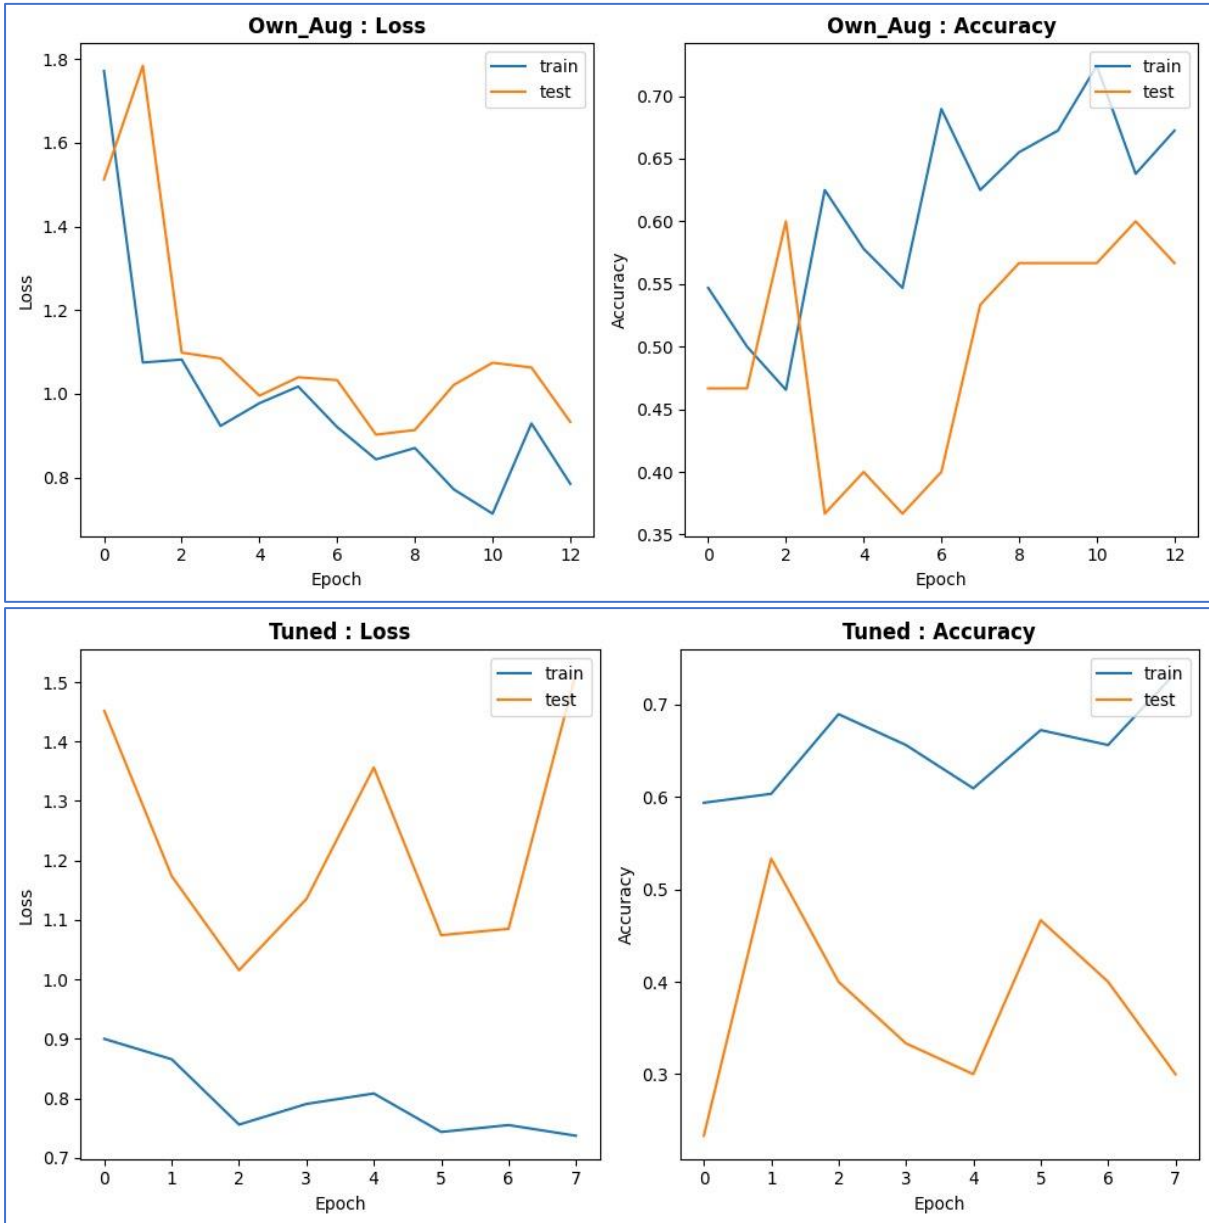 Own_Aug : Loss
1.8
1.6
1.4
1.2
1.0
0.8
Loss
0 2 4 6 8 10 12
Epoch
train
test
Own_Aug : Accuracy
0.70
0.65
0.60
0.55
0.50
0.45
0.40
0.35
Accuracy
0 2 4 6 8 10 12
Epoch
train
test
Tuned : Loss
1.5
1.4
1.3
1.2
1.1
1.0
0.9
0.8
0.7
Loss
0 1 2 3 4 5 6 7
Epoch
train
test
Tuned : Accuracy
0.7
0.6
0.5
0.4
0.3
Accuracy
0 1 2 3 4 5 6 7
Epoch
train
test